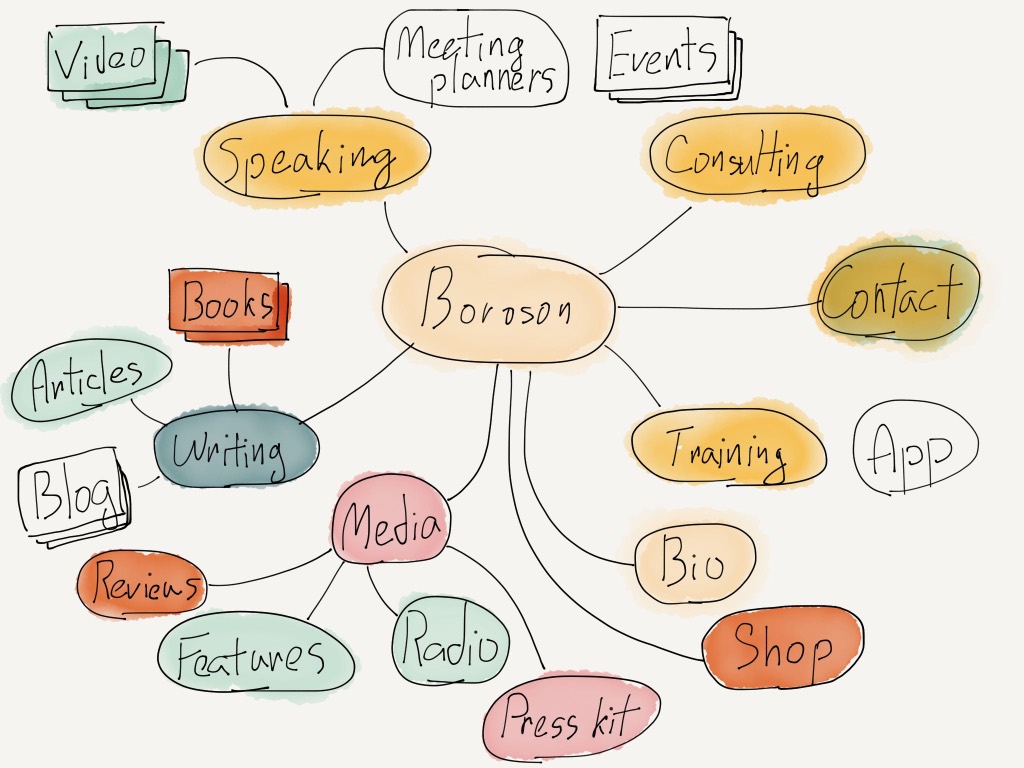 Video
Meeting
planners
Events
Speaking
Consulting
Boroson
Contact
Books
Articles
Writing
Blog
Training
App
Media
Bio
Reviews
Features
Radio
Shop
Press kit